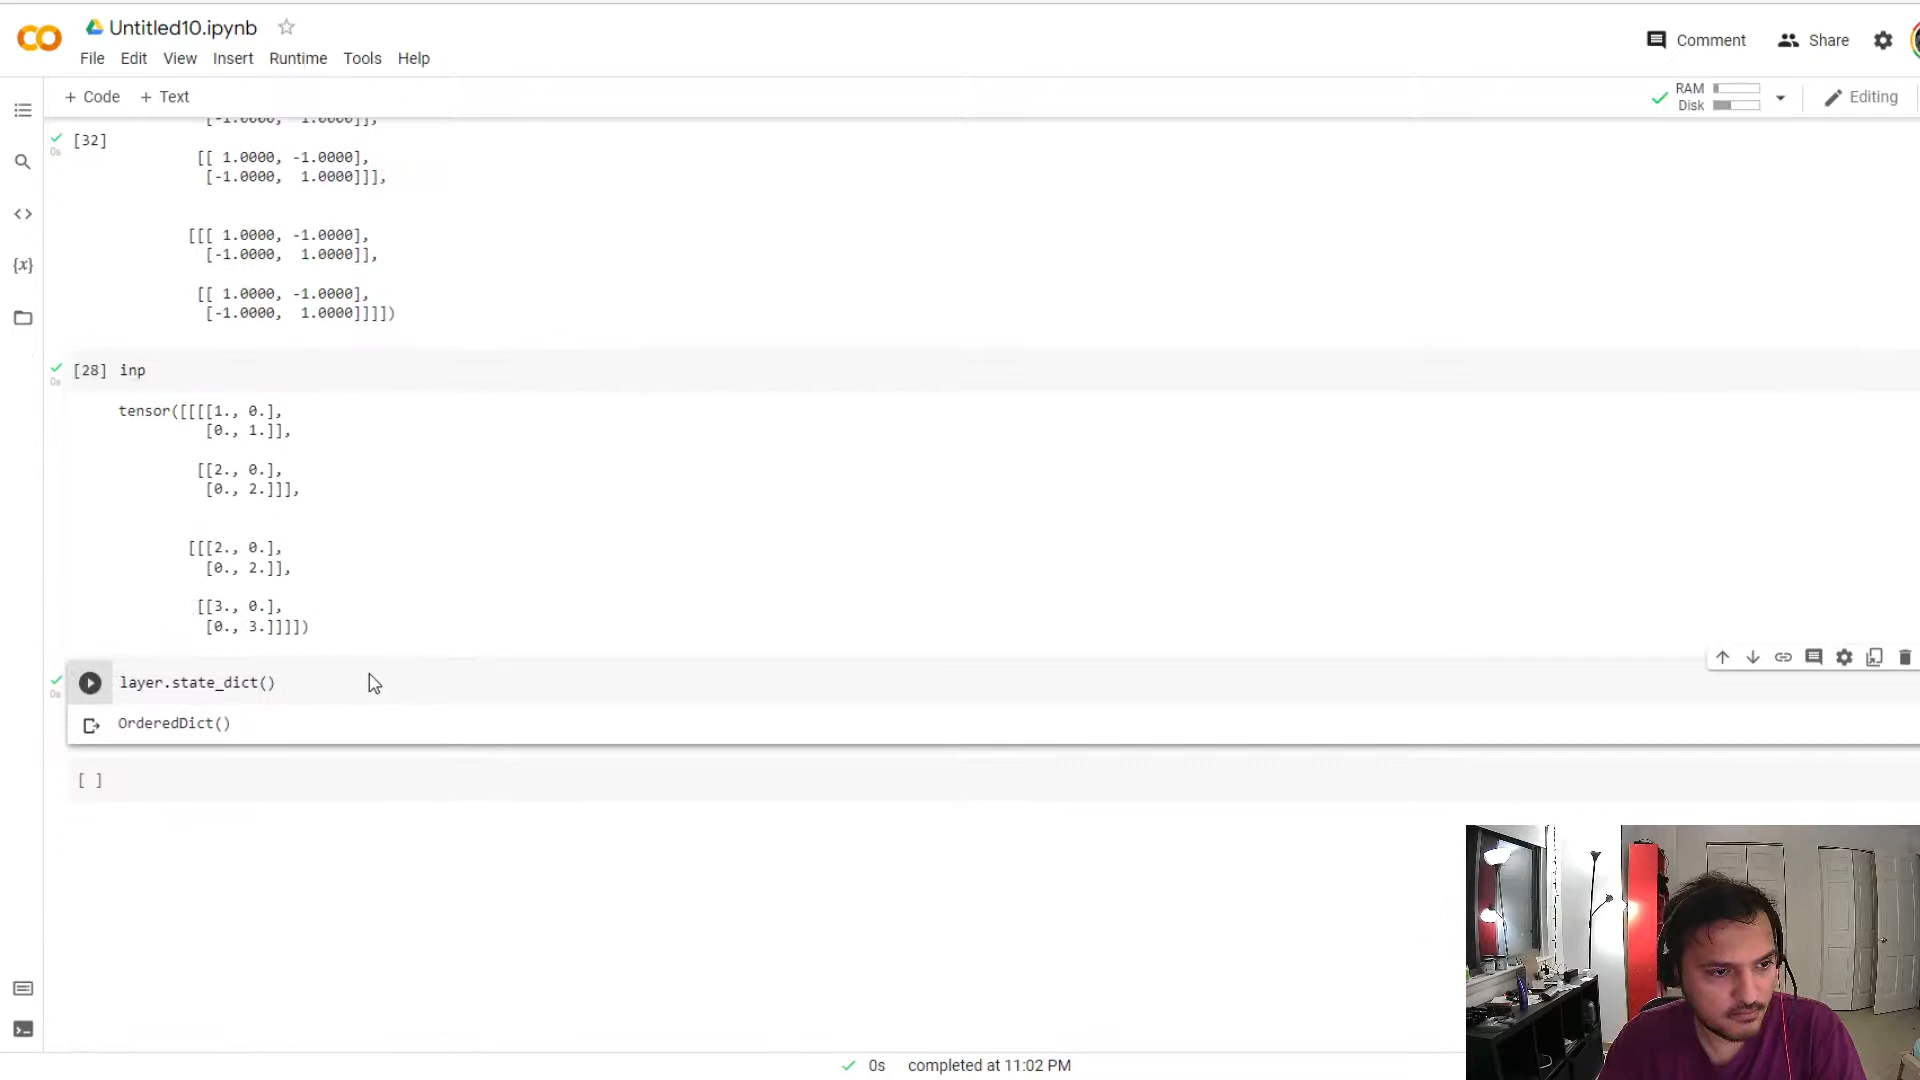 Untitled10.ipynb
File Edit View Insert Runtime Tools Help
Comment Share
+ Code + Text
RAM
Disk
Editing
[-1.0000, 1.0000]],
[32]
[[ 1.0000, -1.0000],
[-1.0000, 1.0000]]],
[[[ 1.0000, -1.0000],
[-1.0000, 1.0000]],
[[ 1.0000, -1.0000],
[-1.0000, 1.0000]]]])
0s
[28] inp
0s
tensor([[[[1., 0.],
[0., 1.]],
[[2., 0.],
[0., 2.]]],
[[[2., 0.],
[0., 2.]],
[[3., 0.],
[0., 3.]]]])
layer.state_dict()
0s
OrderedDict()
[ ]
0s completed at 11:02 PM